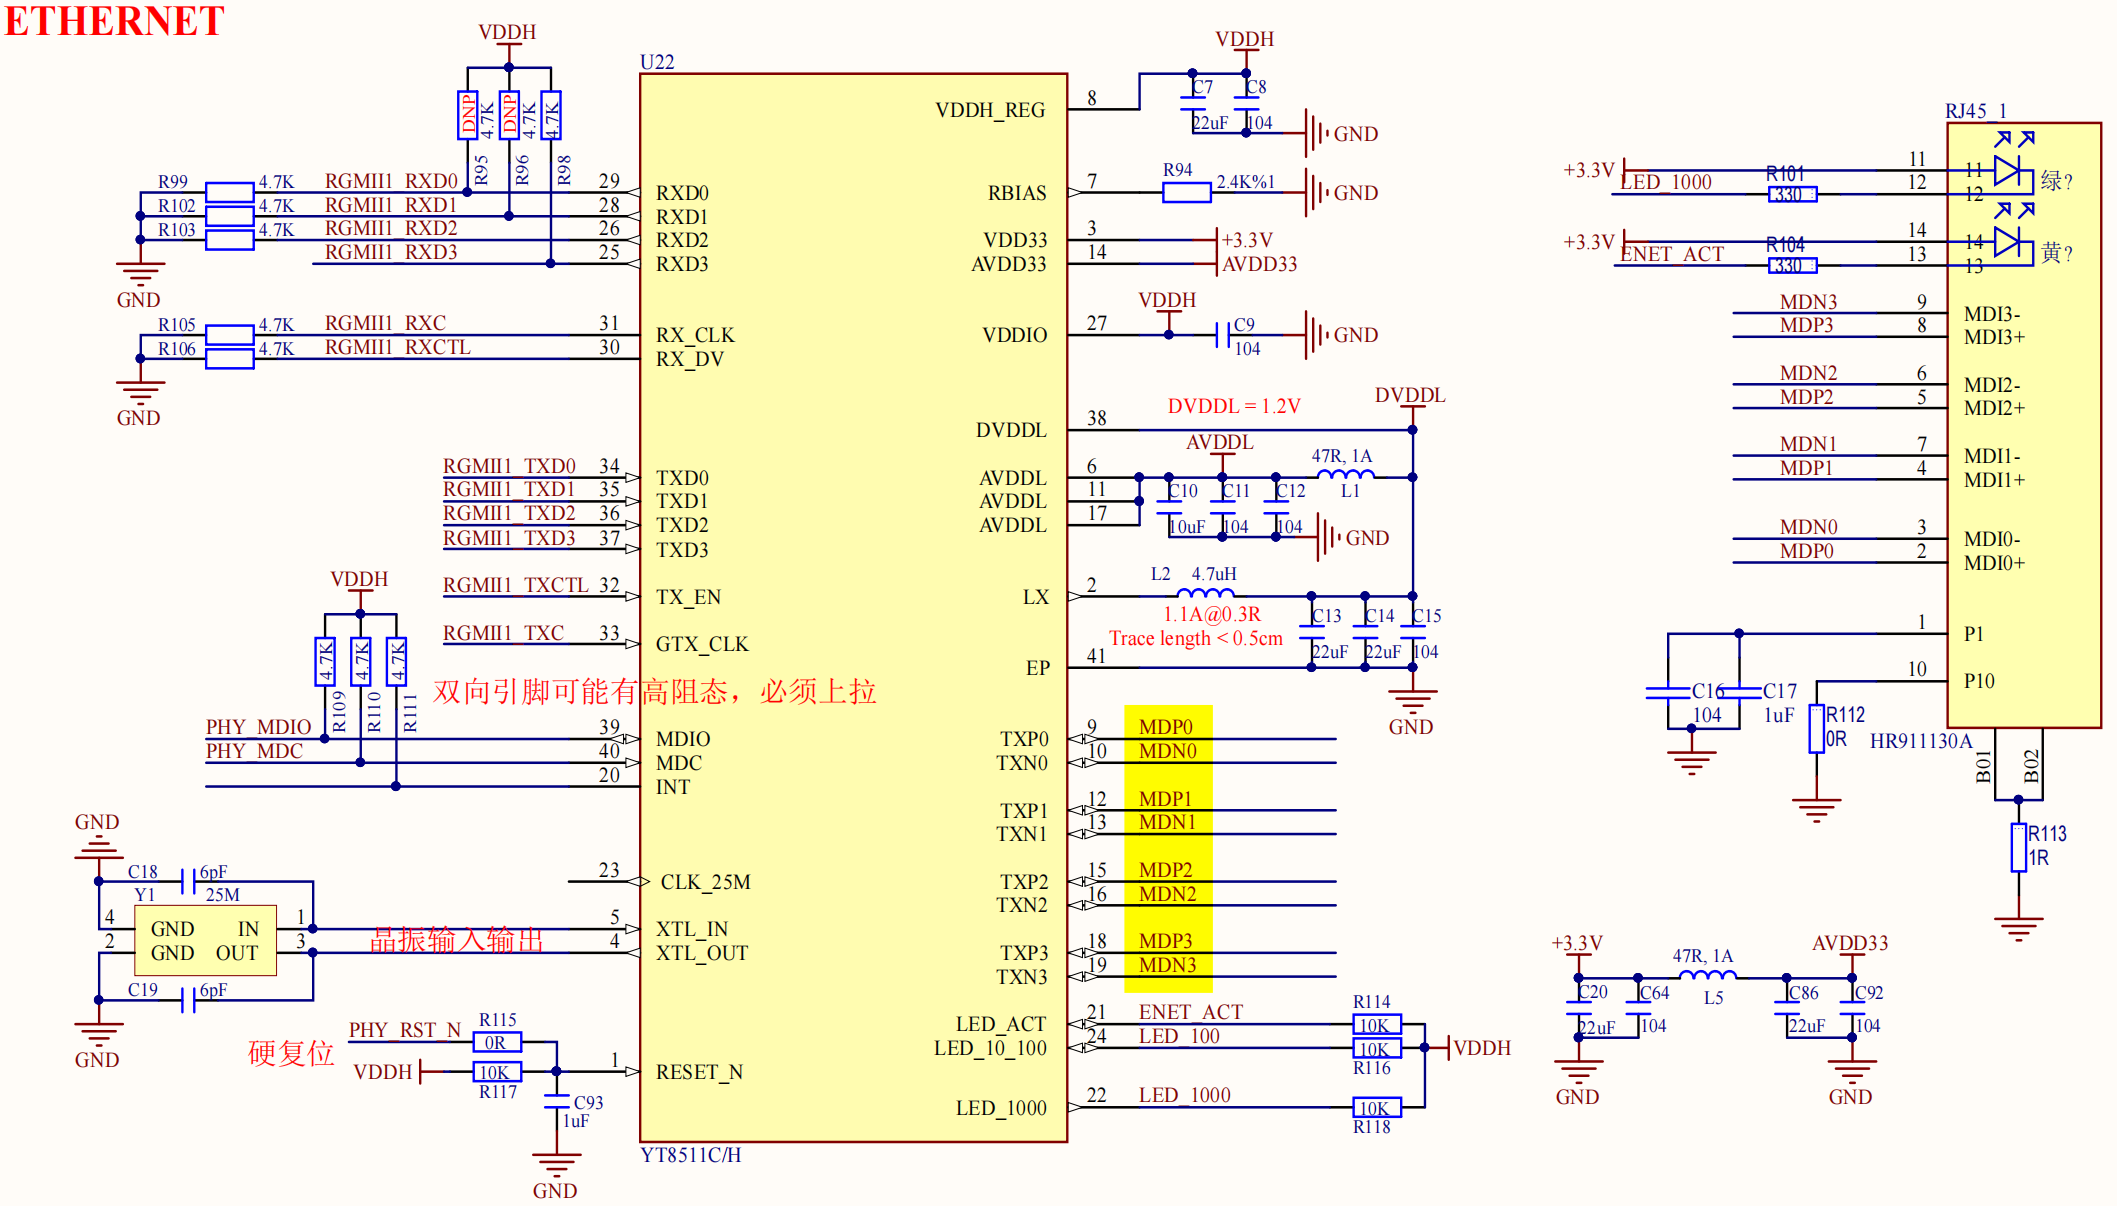 ETHERNET
VDDH
DNP
4.7K
R95
DNP
4.7K
R96
4.7K
R98
R99 4.7K RGMII1_RXD0 29
R102 4.7K RGMII1_RXD1 28
R103 4.7K RGMII1_RXD2 26
RGMII1_RXD3 25
GND
R105 4.7K RGMII1_RXC 31
R106 4.7K RGMII1_RXCTL 30
GND
RGMII1_TXD0 34
RGMII1_TXD1 35
RGMII1_TXD2 36
RGMII1_TXD3 37
RGMII1_TXCTL 32
RGMII1_TXC 33
VDDH
4.7K
R109
4.7K
R110
4.7K
R111
双向引脚可能有高阻态，必须上拉
PHY_MDIO 39
PHY_MDC 40
20
GND
C18 6pF
Y1 25M
4 GND IN 1
2 GND OUT 3
C19 6pF
GND
晶振输入输出
23
5
4
PHY_RST_N R115
0R
硬复位
VDDH 10K 1
R117
C93
1uF
GND
U22
RXD0
RXD1
RXD2
RXD3
RX_CLK
RX_DV
TXD0
TXD1
TXD2
TXD3
TX_EN
GTX_CLK
MDIO
MDC
INT
CLK_25M
XTL_IN
XTL_OUT
RESET_N
VDDH_REG
RBIAS
VDD33
AVDD33
VDDIO
DVDDL
AVDDL
AVDDL
AVDDL
LX
EP
TXP0
TXN0
TXP1
TXN1
TXP2
TXN2
TXP3
TXN3
LED_ACT
LED_10_100
LED_1000
YT8511C/H
VDDH
8 C7 C8
22uF 104 GND
7 R94 2.4K%1 GND
3 +3.3V
14 AVDD33
VDDH
27 C9
104 GND
DVDDL = 1.2V DVDDL
38
AVDDL
6 47R, 1A
L1
11 C10 C11 C12
17 10uF 104 104 GND
2 L2 4.7uH
1.1A@0.3R
Trace length < 0.5cm
C13 C14 C15
22uF 22uF 104
41
GND
9 MDP0
10 MDN0
12 MDP1
13 MDN1
15 MDP2
16 MDN2
18 MDP3
19 MDN3
21 ENET_ACT R114
10K
24 LED_100 10K VDDH
R116
22 LED_1000 10K
R118
RJ45_1
+3.3V 11 11
LED_1000 R101 330 12 12
绿?
+3.3V 14 14
ENET_ACT R104 330 13 13
黄?
MDN3 9 MDI3-
MDP3 8 MDI3+
MDN2 6 MDI2-
MDP2 5 MDI2+
MDN1 7 MDI1-
MDP1 4 MDI1+
MDN0 3 MDI0-
MDP0 2 MDI0+
1 P1
10 P10
C16 C17
104 1uF
R112
0R
HR911130A
B01
B02
R113
1R
+3.3V AVDD33
47R, 1A
L5
C20 C64 C86 C92
22uF 104 22uF 104
GND GND